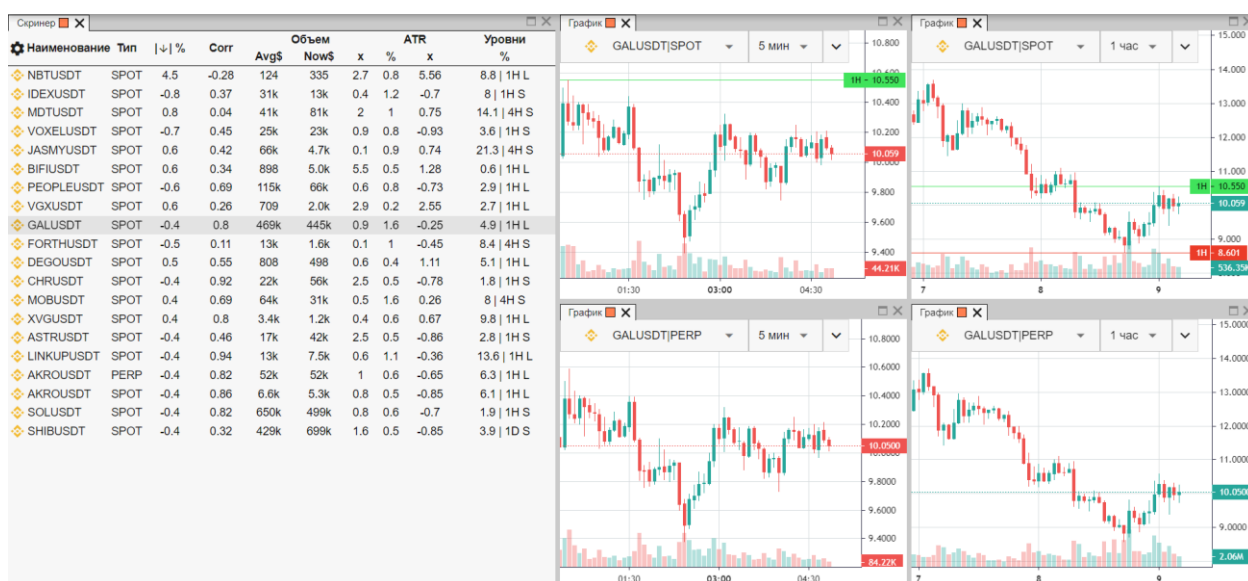 Скринер
Наименование Тип |↓| % Corr Объем Avg$ Now$ x ATR % x Уровни %
NBTUSDT SPOT 4.5 -0.28 124 335 2.7 0.8 5.56 8.8 | 1H L
IDEXUSDT SPOT -0.8 0.37 31k 13k 0.4 1.2 -0.7 8 | 1H S
MDTUSDT SPOT 0.8 0.04 41k 81k 2 1 0.75 14.1 | 4H S
VOXELUSDT SPOT -0.7 0.45 25k 23k 0.9 0.8 -0.93 3.6 | 1H S
JASMYUSDT SPOT 0.6 0.42 66k 4.7k 0.1 0.9 0.74 21.3 | 4H S
BIFIUSDT SPOT 0.6 0.34 898 5.0k 5.5 0.5 1.28 0.6 | 1H L
PEOPLEUSDT SPOT -0.6 0.69 115k 66k 0.6 0.8 -0.73 2.9 | 1H L
VGXUSDT SPOT 0.6 0.26 709 2.0k 2.9 0.2 2.55 2.7 | 1H L
GALUSDT SPOT -0.4 0.8 469k 445k 0.9 1.6 -0.25 4.9 | 1H L
FORTHUSDT SPOT -0.5 0.11 13k 1.6k 0.1 1 -0.45 8.4 | 4H S
DEGOUSDT SPOT 0.5 0.55 808 498 0.6 0.4 1.11 5.1 | 1H L
CHRUSDT SPOT -0.4 0.92 22k 56k 2.5 0.5 -0.78 1.8 | 1H S
MOBUSDT SPOT 0.4 0.69 64k 31k 0.5 1.6 0.26 8 | 4H S
XVGUSDT SPOT 0.4 0.8 3.4k 1.2k 0.4 0.6 0.67 9.8 | 1H L
ASTRUSDT SPOT -0.4 0.46 17k 42k 2.5 0.5 -0.86 2.8 | 1H S
LINKUPUSDT SPOT -0.4 0.94 13k 7.5k 0.6 1.1 -0.36 13.6 | 1H L
AKROUSDT PERP -0.4 0.82 52k 52k 1 0.6 -0.65 6.3 | 1H L
AKROUSDT SPOT -0.4 0.86 6.6k 5.3k 0.8 0.5 -0.85 6.1 | 1H L
SOLUSDT SPOT -0.4 0.82 650k 499k 0.8 0.6 -0.7 1.9 | 1H S
SHIBUSDT SPOT -0.4 0.32 429k 699k 1.6 0.5 -0.85 3.9 | 1D S
График
GALUSDT|SPOT 5 мин
10.800
1H - 10.550
10.400
10.200
10.059
9.800
9.600
9.400
44.21K
01:30 03:00 04:30
График
GALUSDT|SPOT 1 час
15.000
14.000
13.000
12.000
11.000
1H - 10.550
10.059
9.000
1H - 8.601
536.35K
7 8 9
График
GALUSDT|PERP 5 мин
10.8000
10.6000
10.4000
10.2000
10.0500
9.8000
9.6000
9.4000
84.22K
01:30 03:00 04:30
График
GALUSDT|PERP 1 час
15.0000
14.0000
13.0000
12.0000
11.0000
10.0500
9.0000
2.06M
7 8 9